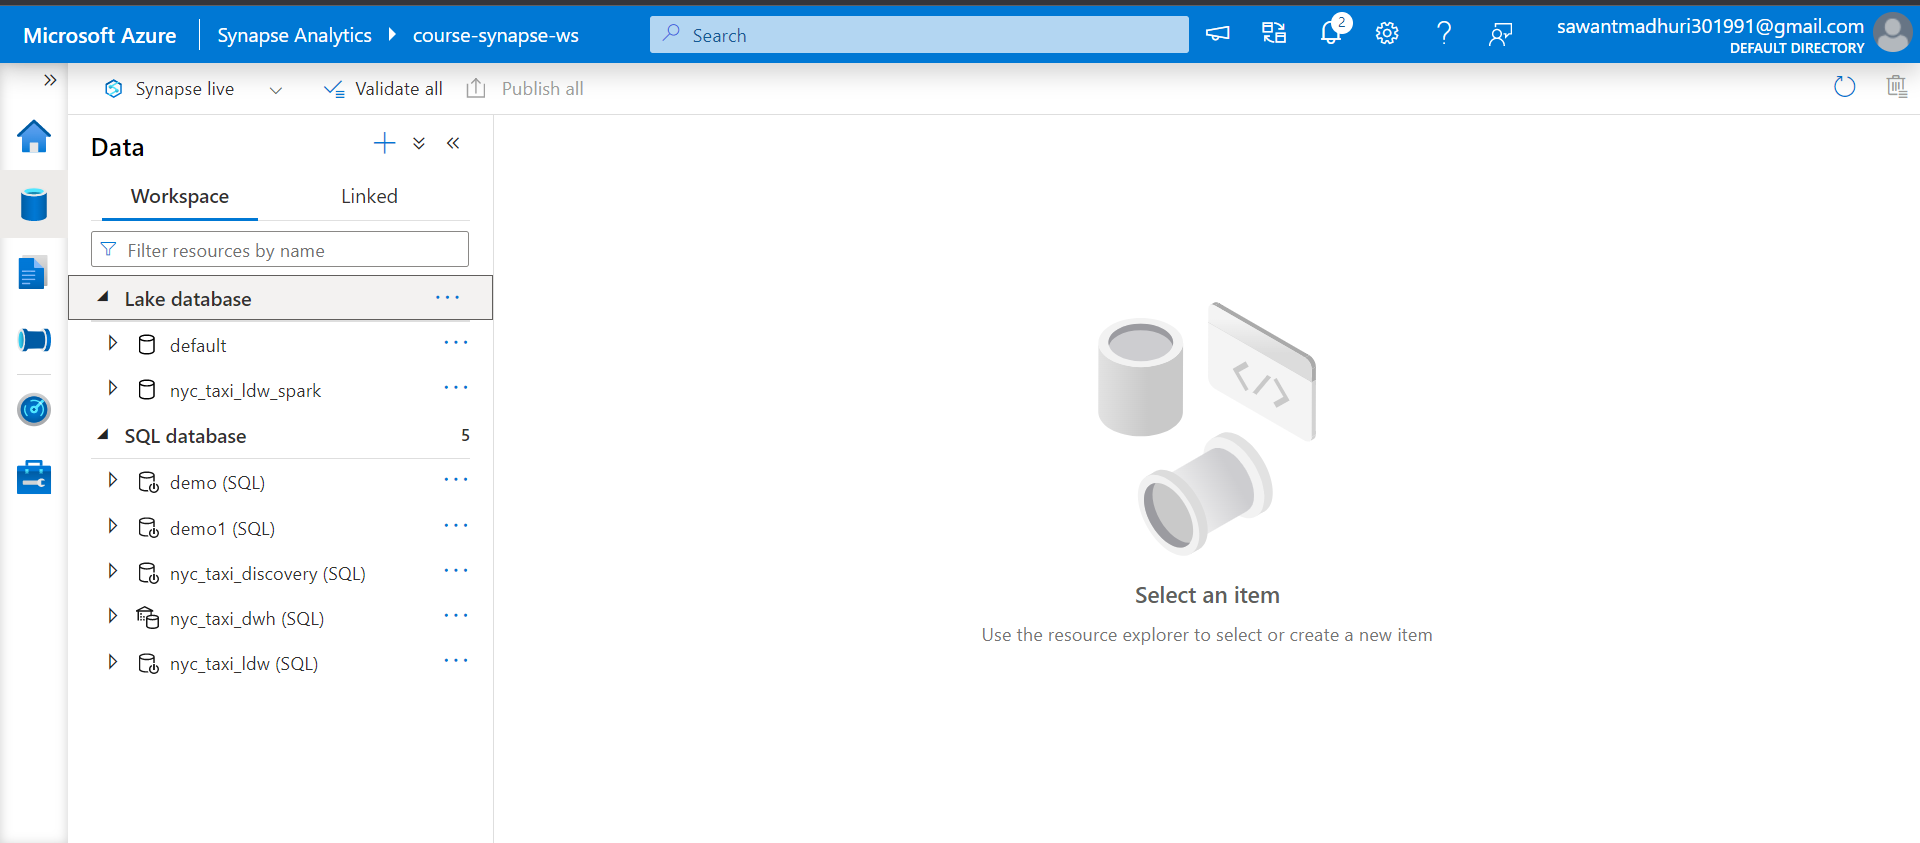 Microsoft Azure
Synapse Analytics
course-synapse-ws
Search
2
sawantmadhuri301991@gmail.com
DEFAULT DIRECTORY
Synapse live
Validate all
Publish all
Data
Workspace
Linked
Filter resources by name
Lake database
default
nyc_taxi_ldw_spark
SQL database
5
demo (SQL)
demo1 (SQL)
nyc_taxi_discovery (SQL)
nyc_taxi_dwh (SQL)
nyc_taxi_ldw (SQL)
Select an item
Use the resource explorer to select or create a new item